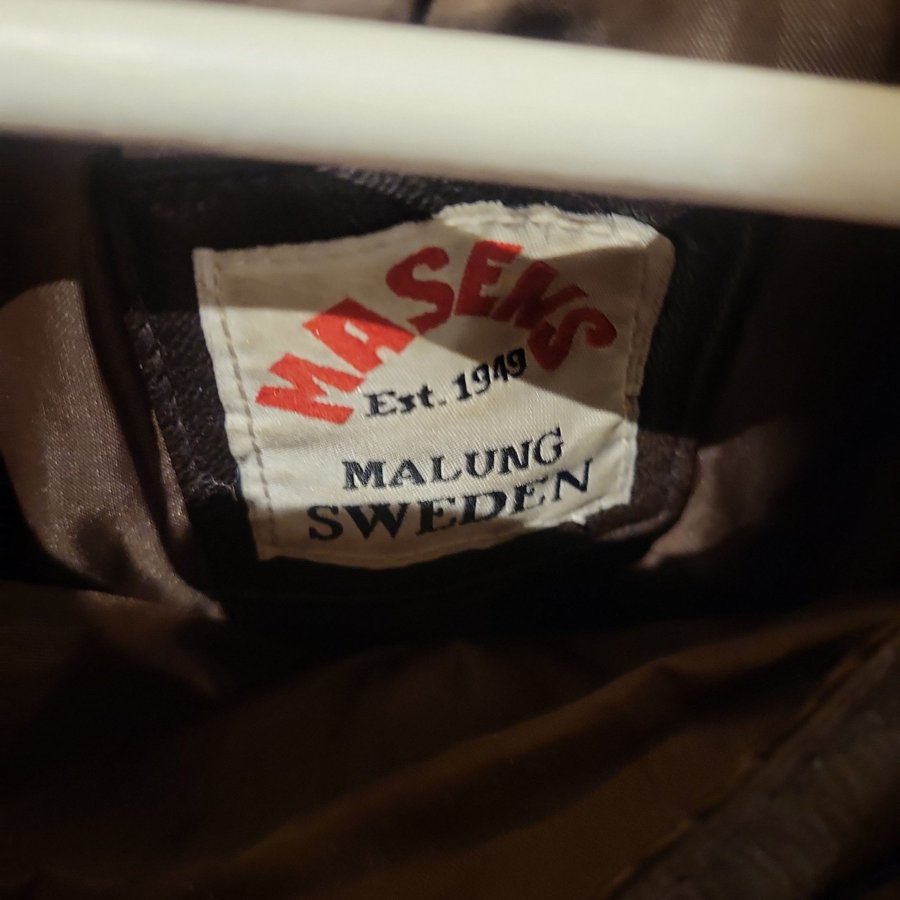 MASENS
Est. 1949
MALUNG
SWEDEN